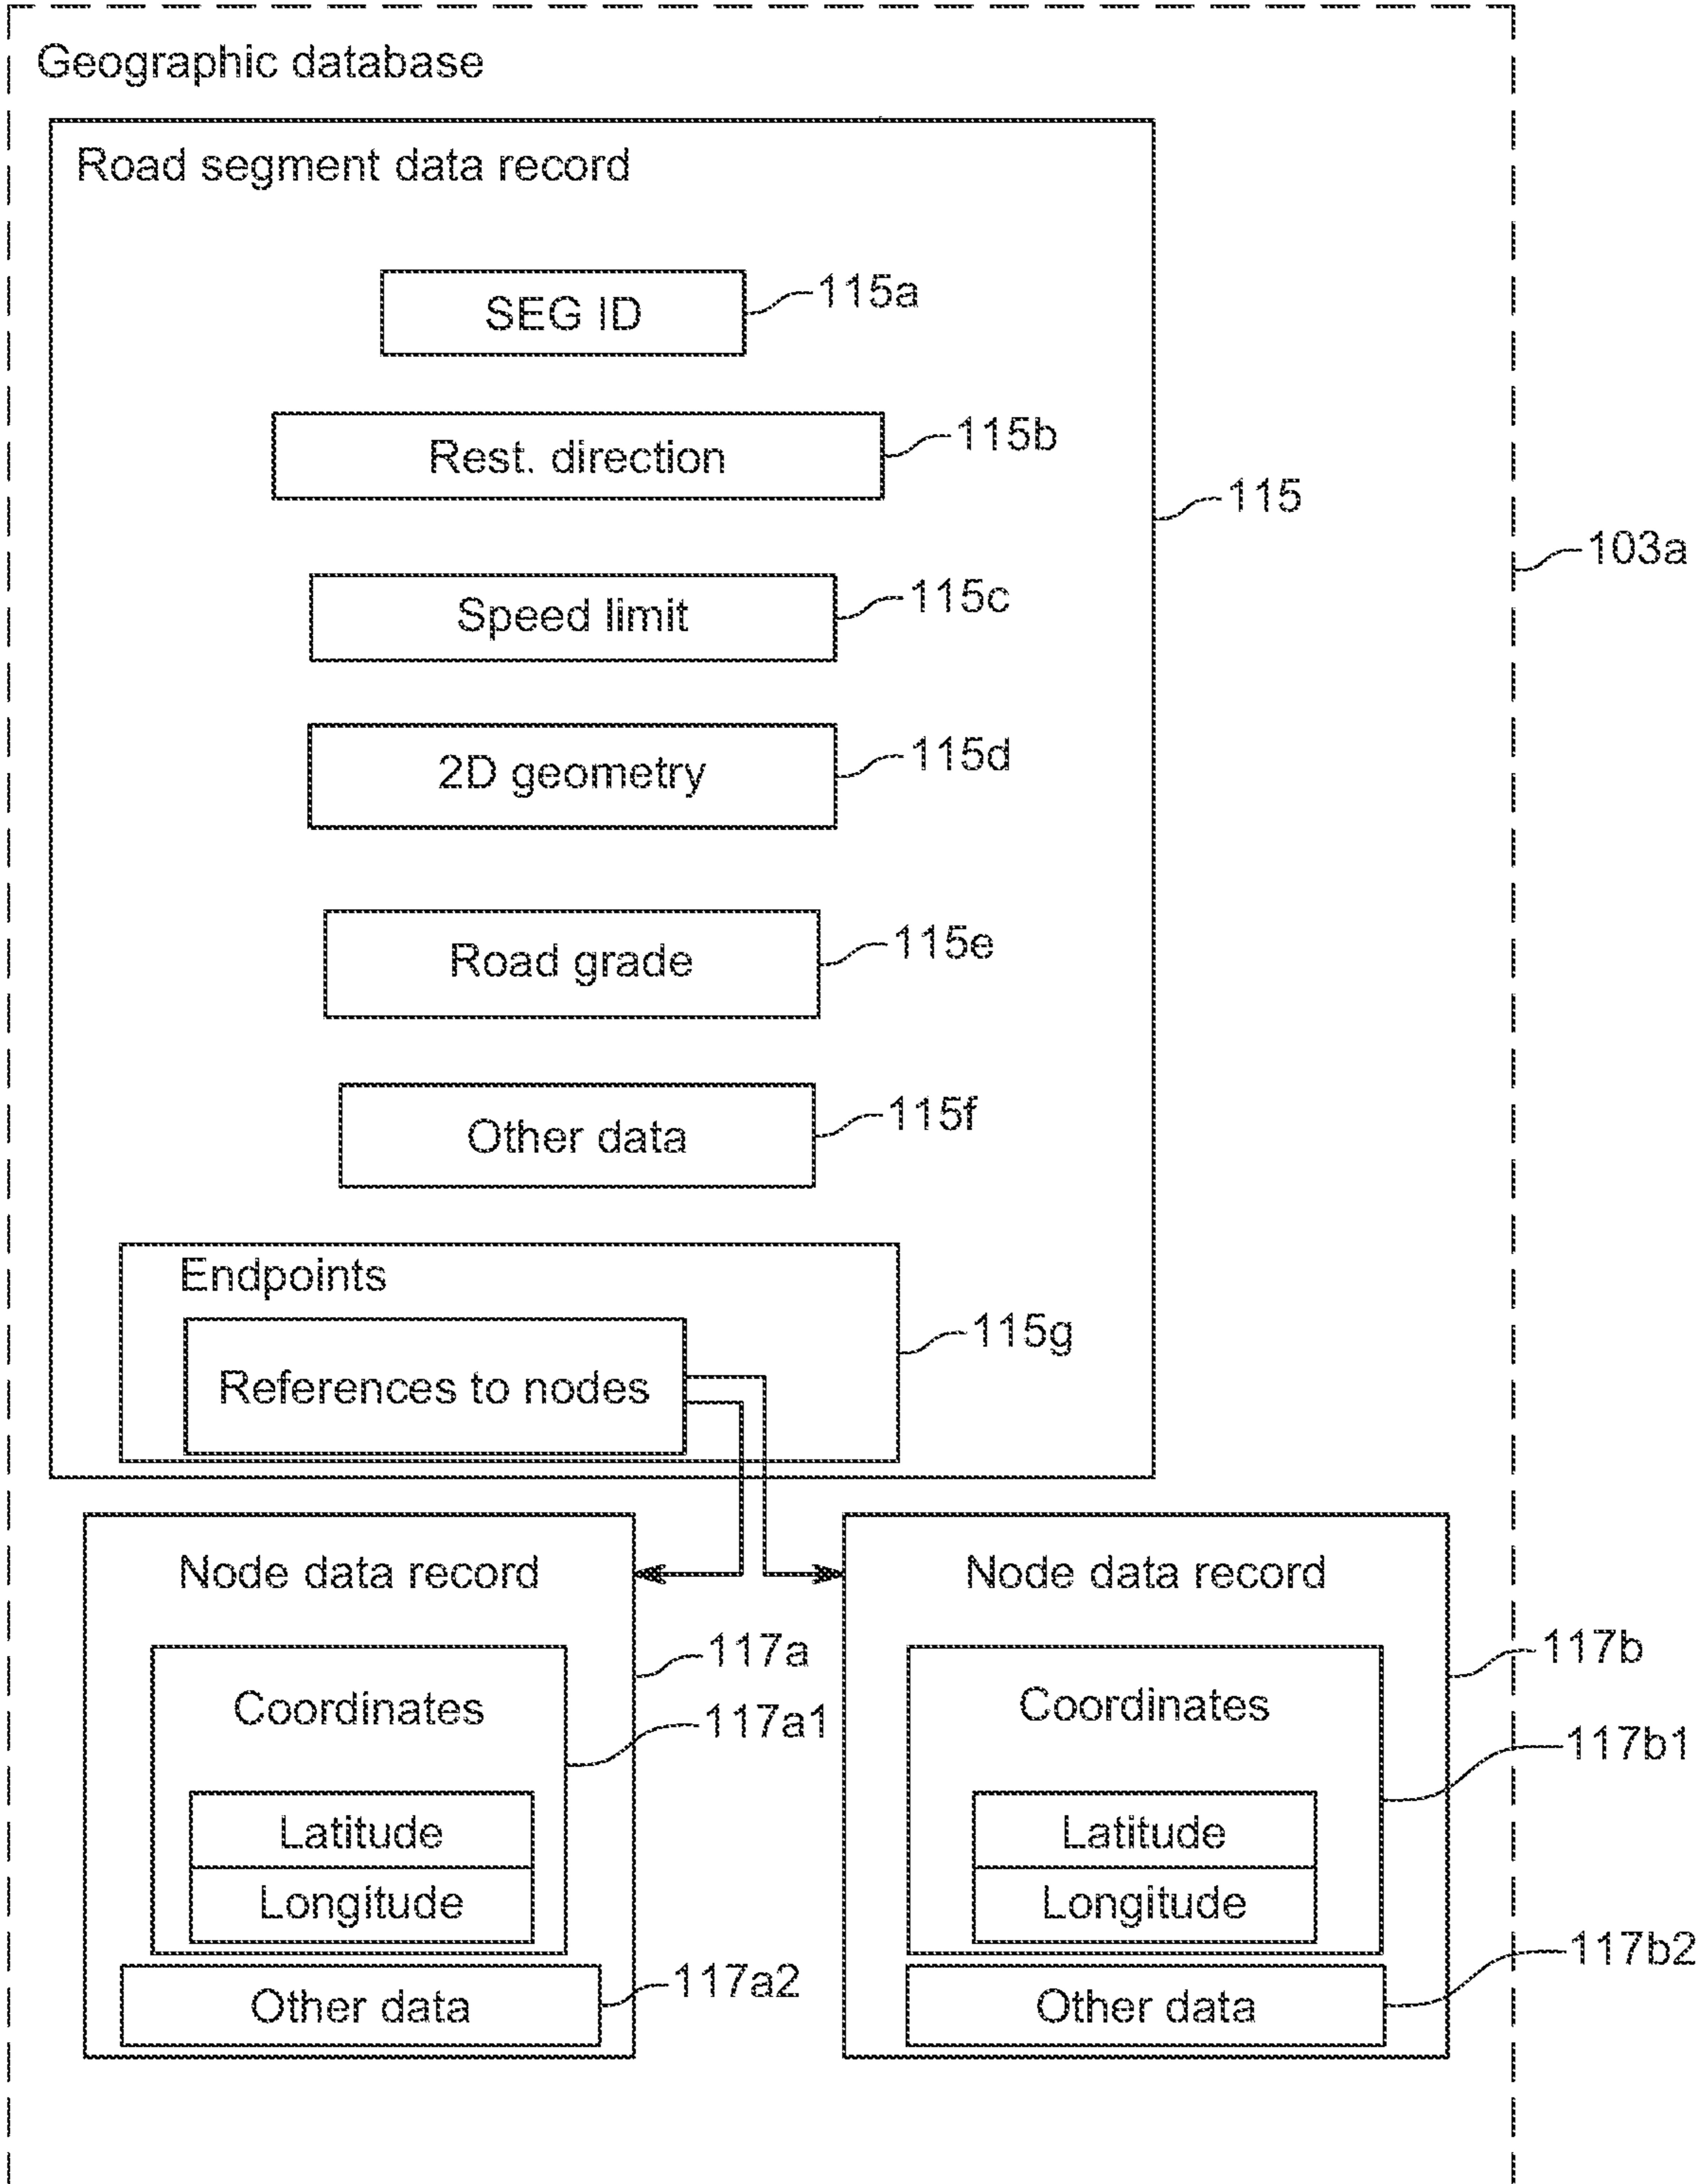 Geographic database
Road segment data record
SEG ID
115a
Rest. direction
115b
115
103a
Speed limit
115c
2D geometry
115d
Road grade
115e
Other data
115f
Endpoints
115g
References to nodes
Node data record
117a
Coordinates
117a1
Latitude
Longitude
Other data
117a2
Node data record
117b
Coordinates
117b1
Latitude
Longitude
Other data
117b2